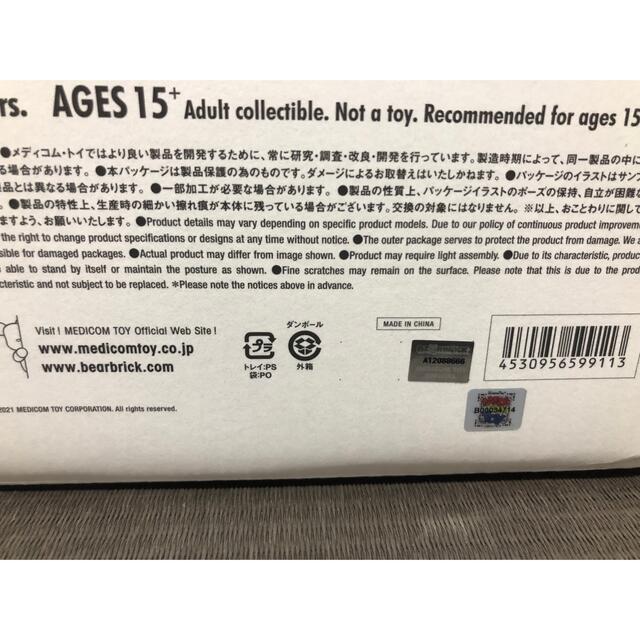 rs. AGES 15+ Adult collectible. Not a toy. Recommended for ages 15
●メディコム・トイではより良い製品を開発するために、常に研究・調査・改良・開発を行っています。製造時期によって、同一製品の中に
る場合があります。 ●本パッケージは製品保護の為のものです。ダメージによるお取替えはいたしかねます。 ●パッケージのイラストはサンプ
品とは異なる場合があります。 ●一部加工が必要な場合があります。 ●製品の性質上、パッケージイラストのポーズの保持、自立が困難な
●製品の特性上、生産時の細かい擦れ痕が本体に残っている場合がございます。交換の対象にはなりません。 ※以上、おことわりに関して
ますよう、お願いいたします。 ●Product details may vary depending on specific product models. Due to our policy of continuous product improveme
the right to change product specifications or designs at any time without notice. ●The outer package serves to protect the product from damage. We a
sible for damaged packages. ●Actual product may differ from image shown. ●Product may require light assembly. ●Due to its characteristic, product
able to stand by itself or maintain the posture as shown. ●Fine scratches may remain on the surface. Please note that this is due to the prod
cteristic and not subject to be replaced. ＊Please note the notices above in advance.
Visit ! MEDICOM TOY Official Web Site !
www.medicomtoy.co.jp
www.bearbrick.com
プラ
トレイ:PS
袋:PO
ダンボール
外箱
MADE IN CHINA
A12088666
B00034714
4530956599113
2021 MEDICOM TOY CORPORATION. All rights reserved.